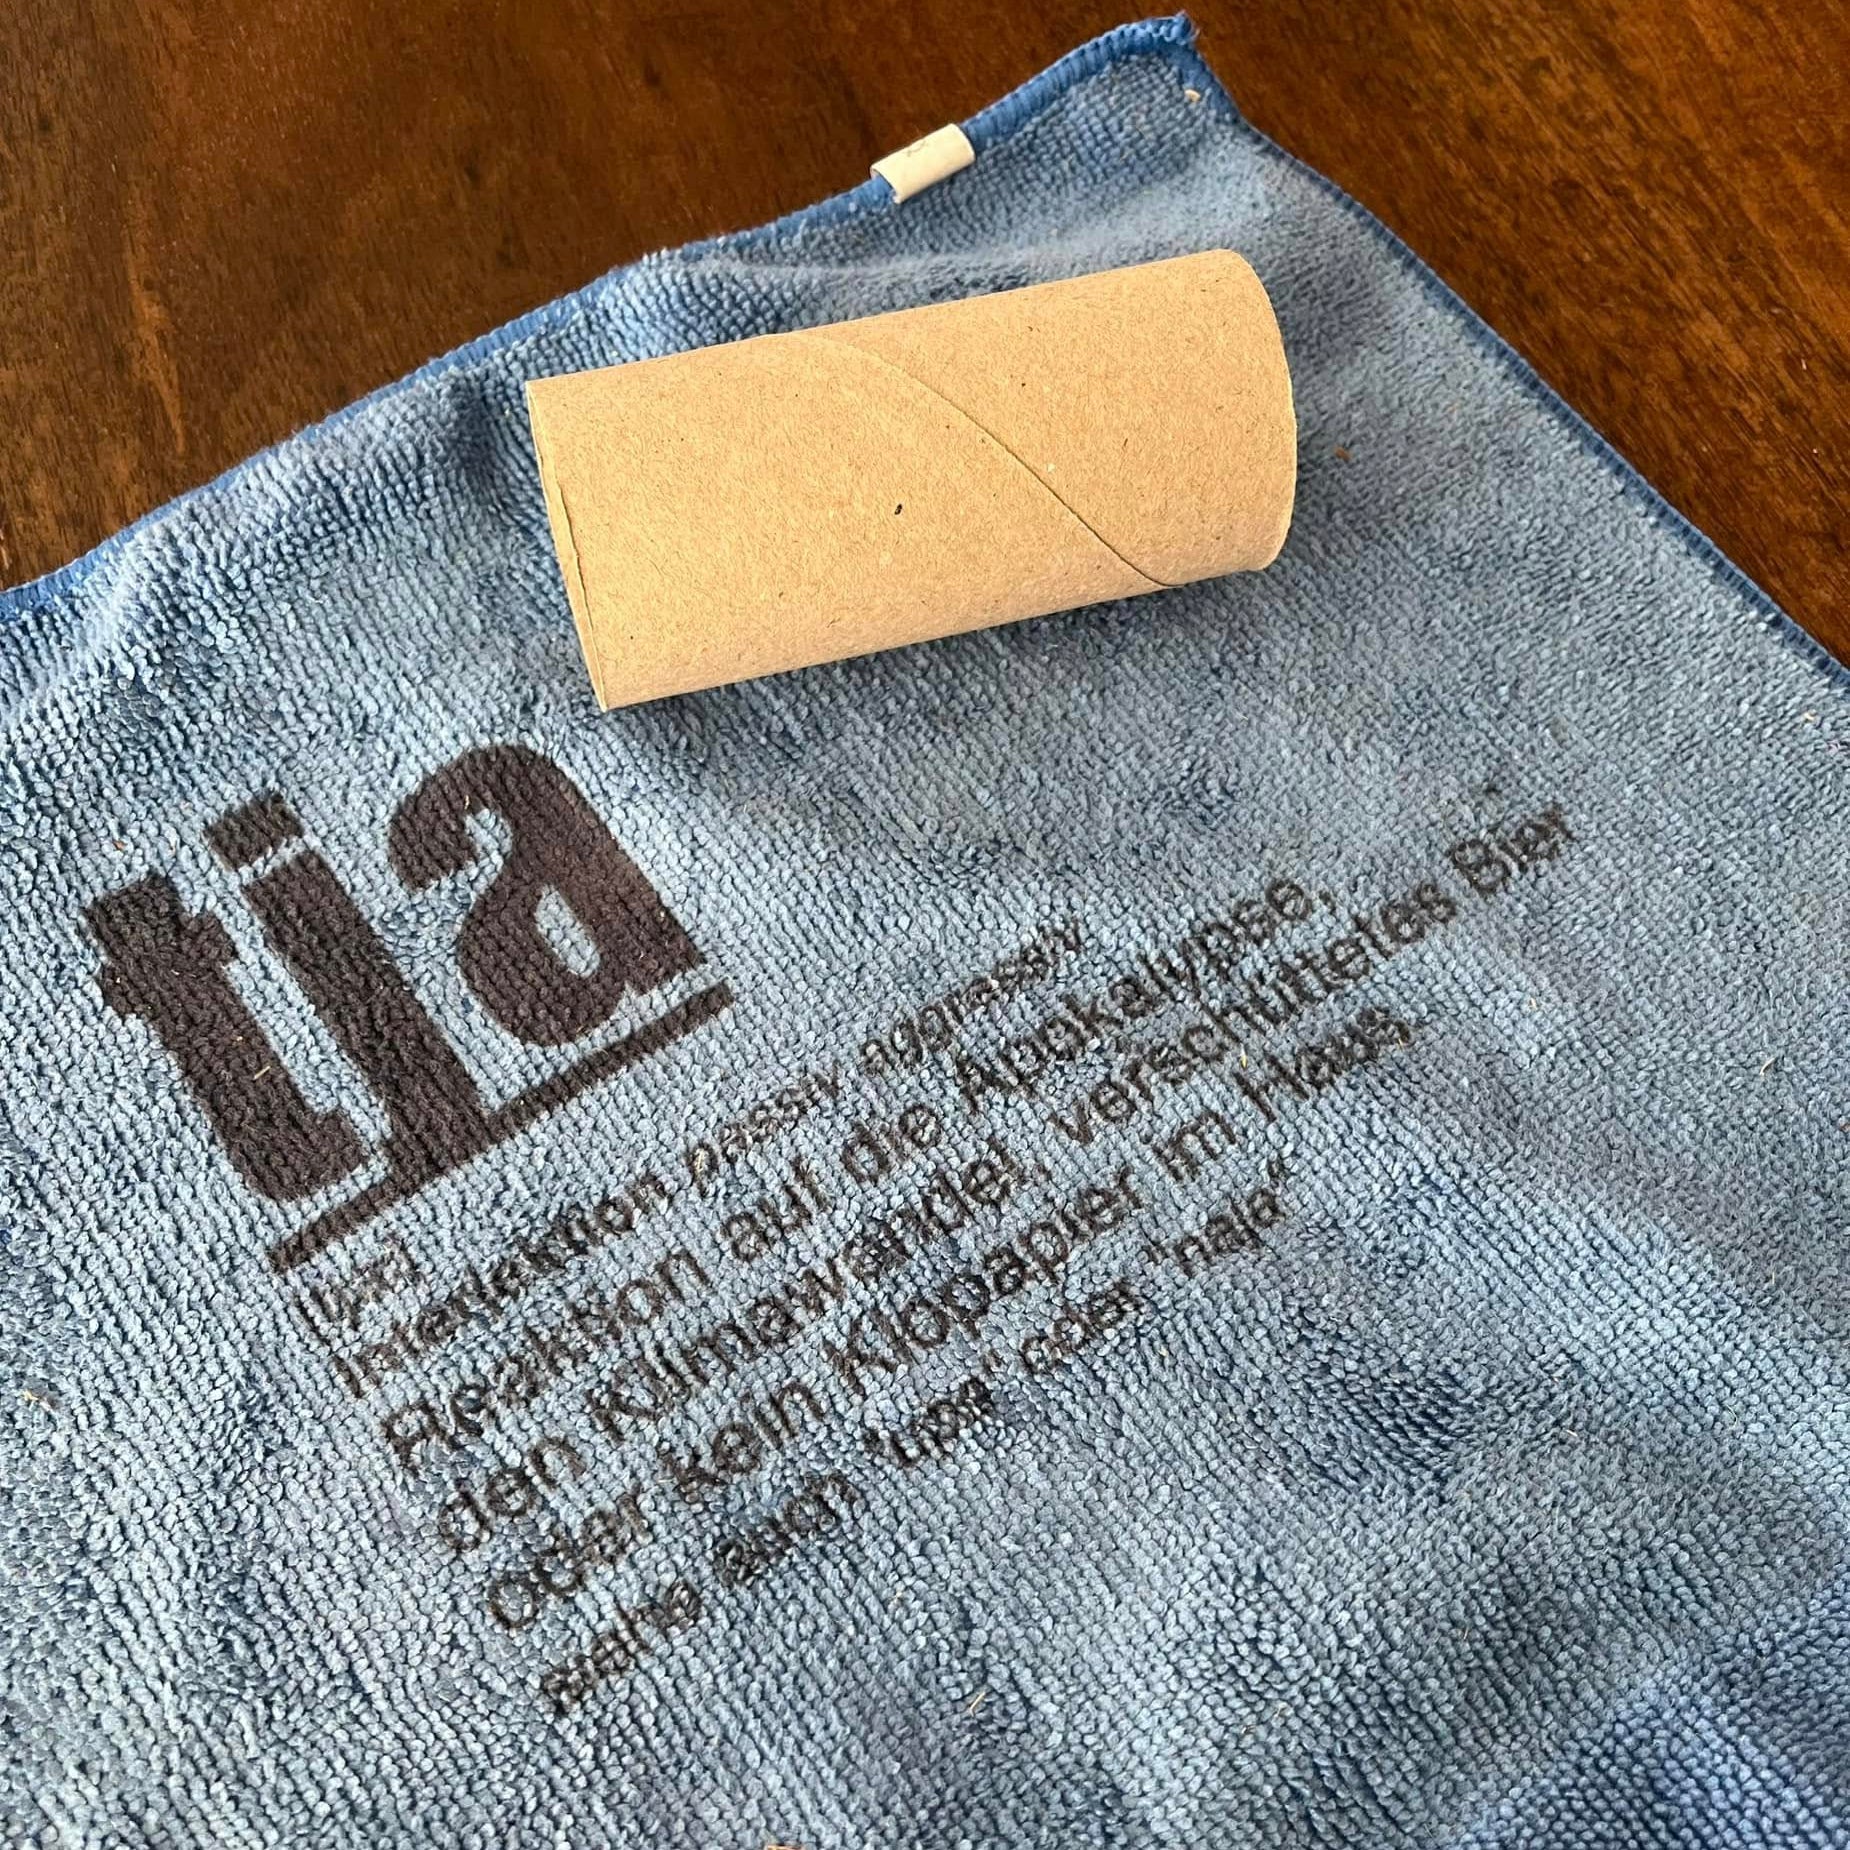 tja
[tja]
Interjektion passiv aggressiv
Reaktion auf die Apokalypse,
den Klimawandel, verschüttetes Bier
oder kein Klopapier im Haus.
siehe auch "naja"